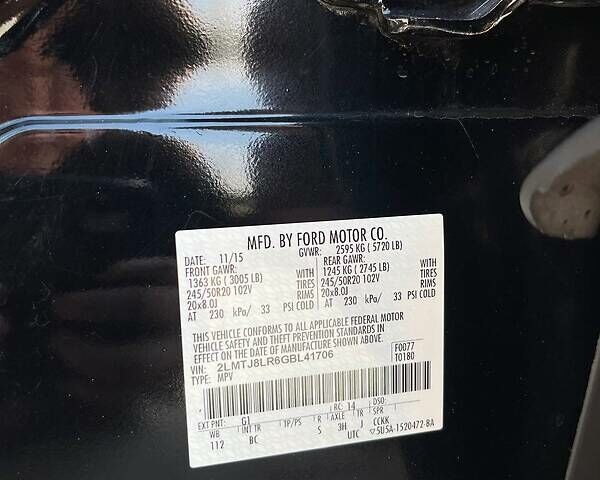 MFD. BY FORD MOTOR CO.
DATE: 11/15 GVWR: 2595 KG ( 5720 LB)
FRONT GAWR: REAR GAWR:
1363 KG ( 3005 LB) WITH 1245 KG ( 2745 LB) WITH
245/50R20 102V TIRES 245/50R20 102V TIRES
20x8.0J RIMS 20x8.0J RIMS
AT 230 kPa/ 33 PSI COLD AT 230 kPa/ 33 PSI COLD
THIS VEHICLE CONFORMS TO ALL APPLICABLE FEDERAL MOTOR
VEHICLE SAFETY AND THEFT PREVENTION STANDARDS IN
EFFECT ON THE DATE OF MANUFACTURE SHOWN ABOVE.
VIN: 2LMTJ8LR6GBL41706 F0077
TYPE: MPV T0180
EXT PNT: G1 RC: 14 DSO:
WB INT TR TP/PS R AXLE TR SPR
112 BC S 3H J CCKK
UTC 5U5A-1520472-BA